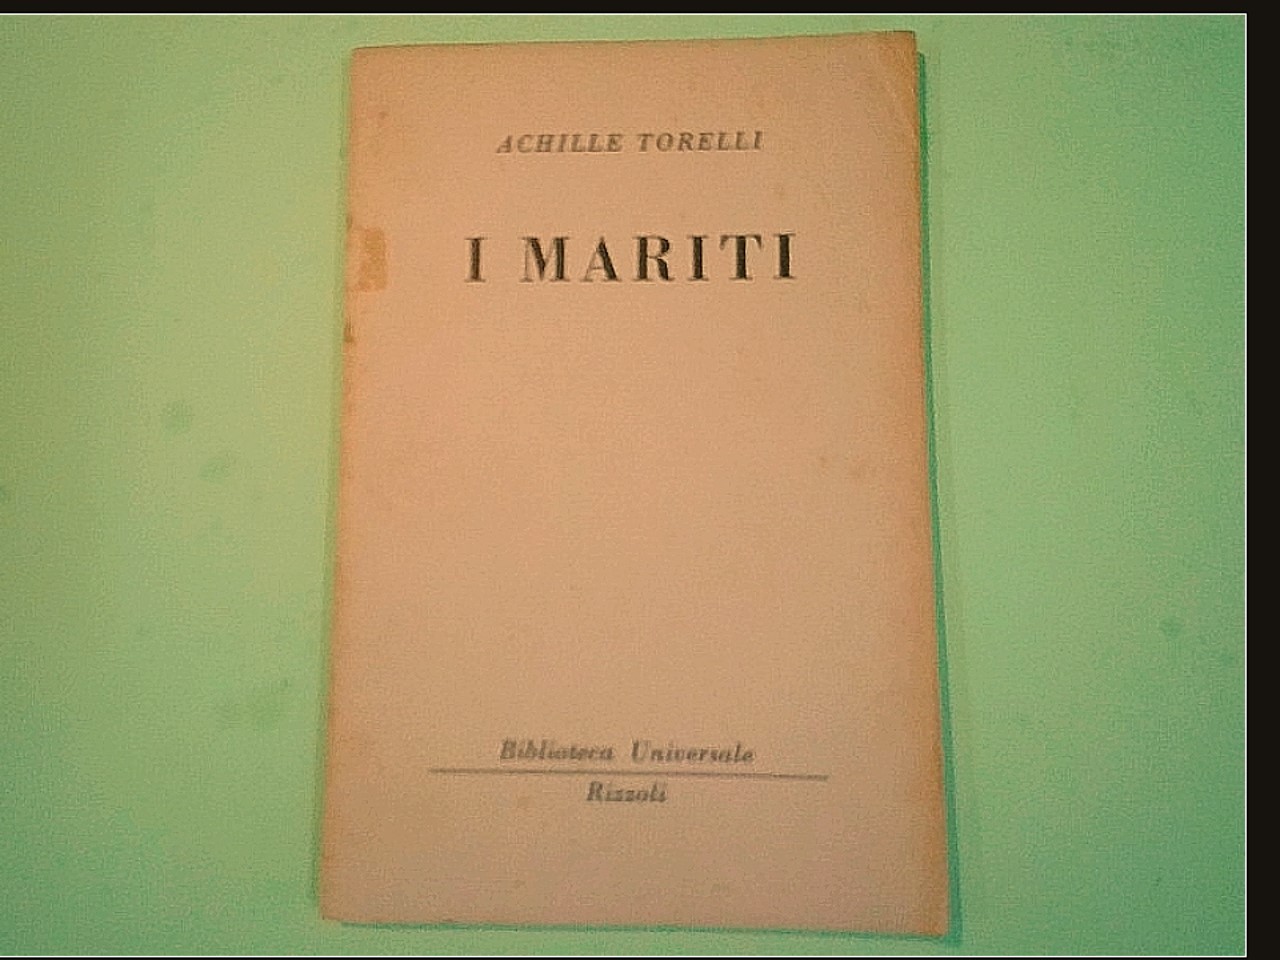 ACHILLE TORELLI
I MARITI
Biblioteca Universale
Rizzoli